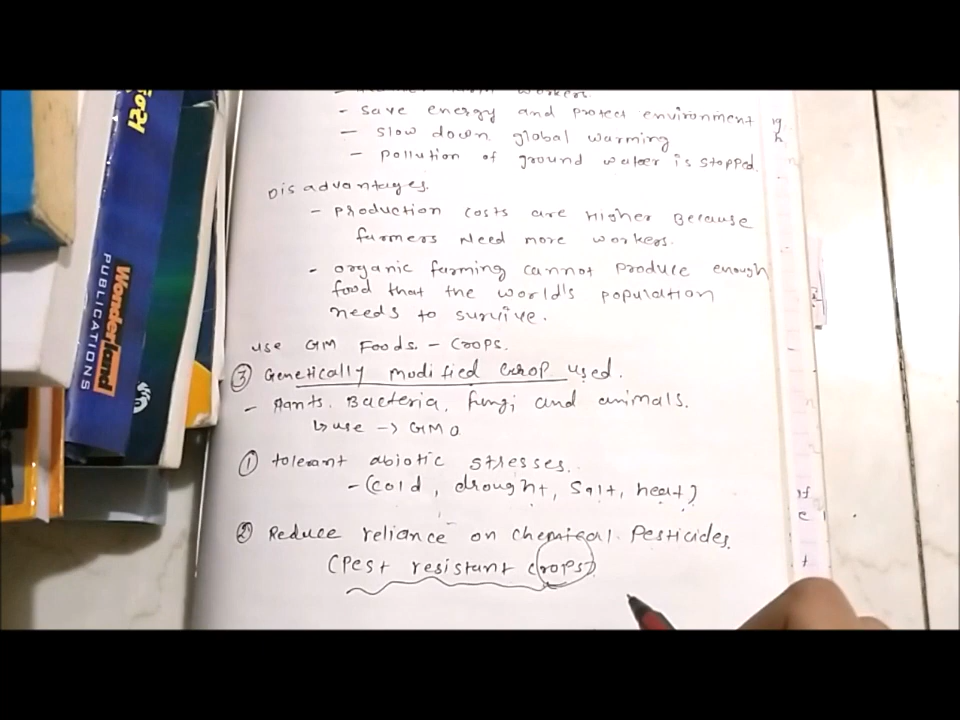 workers.
- save energy and protect environment
- slow down global warming
- pollution of ground water is stopped.
Disadvantages.
- production costs are Higher Because
farmers Need more workers.
- organic farming cannot produce enough
food that the world's population
needs to survive.
use GM Foods. - Crops.
③ Genetically modified crop used.
- Plants. Bacteria, fungi and animals.
↳ use → GMO
① tolerant abiotic stresses.
- (cold, drought, salt, heat)
② Reduce reliance on chemical. Pesticides.
(Pest resistant crops).
Wonderland
PUBLICATIONS